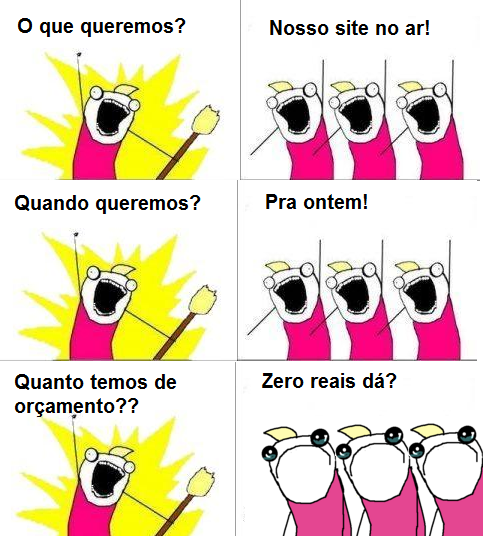 O que queremos?
Nosso site no ar!
Quando queremos?
Pra ontem!
Quanto temos de
orçamento??
Zero reais dá?